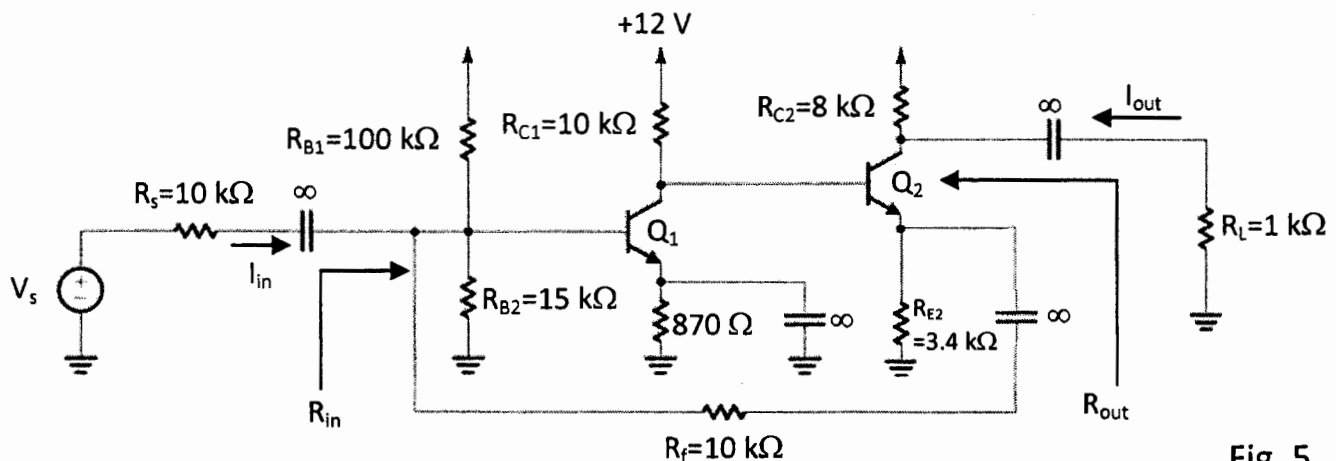 +12 V
R_C2=8 kΩ
∞
I_out
R_B1=100 kΩ
R_C1=10 kΩ
R_s=10 kΩ
∞
Q_2
Q_1
R_L=1 kΩ
I_in
V_s
R_B2=15 kΩ
870 Ω
∞
R_E2
=3.4 kΩ
∞
R_in
R_out
R_f=10 kΩ
Fig. 5